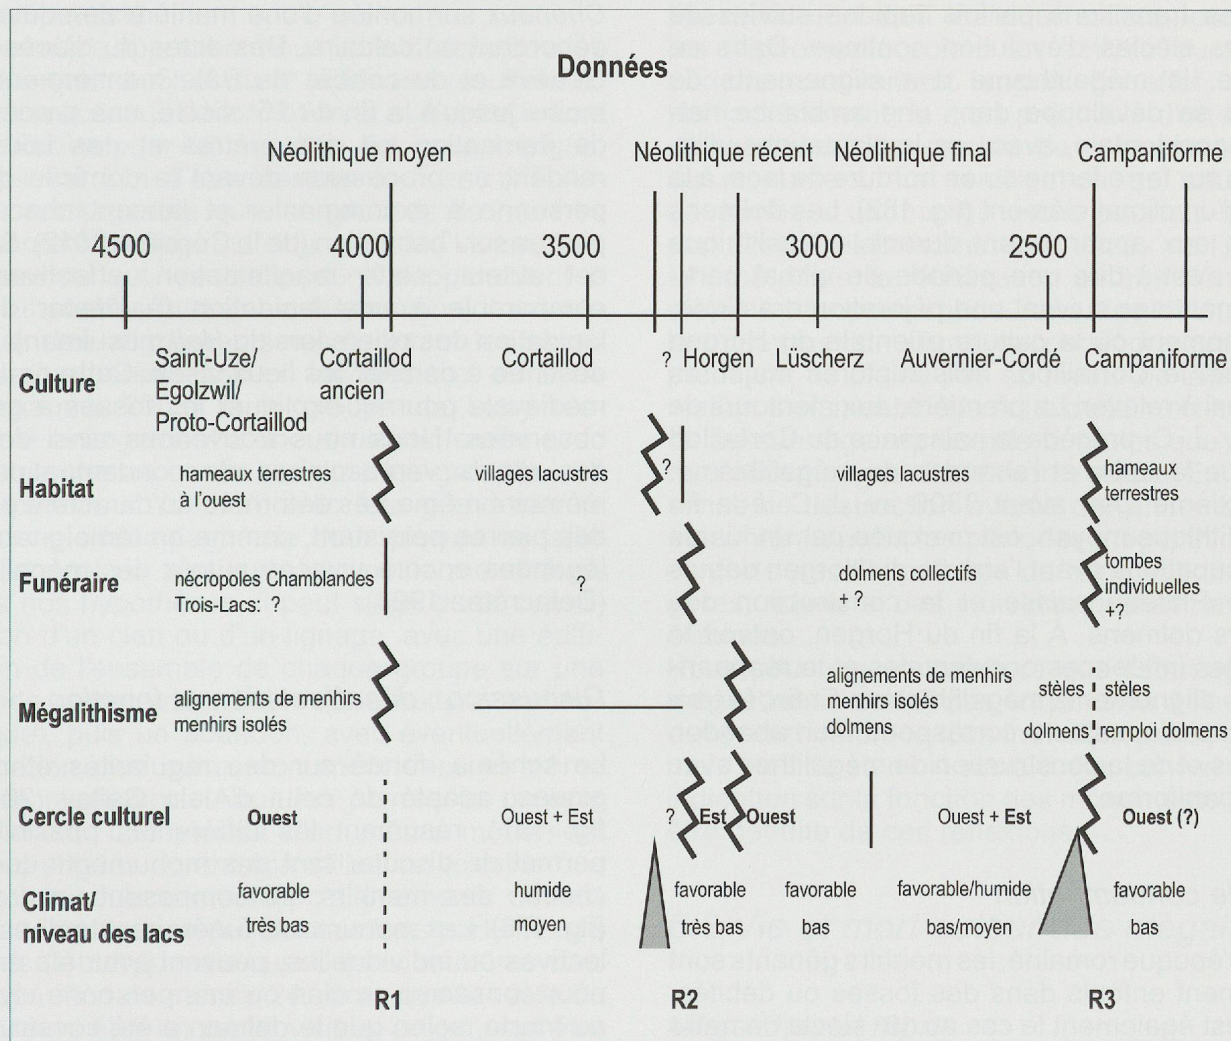 Données
Néolithique moyen Néolithique récent Néolithique final Campaniforme
4500 4000 3500 3000 2500
Culture
Saint-Uze/
Egolzwil/
Proto-Cortaillod
Cortaillod
ancien
Cortaillod
? Horgen Lüscherz Auvernier-Cordé Campaniforme
Habitat
hameaux terrestres
à l'ouest
villages lacustres
?
villages lacustres
hameaux
terrestres
Funéraire
nécropoles Chamblandes
Trois-Lacs: ?
?
dolmens collectifs
+ ?
tombes
individuelles
+?
Mégalithisme
alignements de menhirs
menhirs isolés
alignements de menhirs
menhirs isolés
dolmens
stèles stèles
dolmens remploi dolmens
Cercle culturel
Ouest Ouest + Est ? Est Ouest Ouest + Est Ouest (?)
Climat/
niveau des lacs
favorable humide favorable favorable favorable/humide favorable
très bas moyen très bas bas bas/moyen bas
R1 R2 R3